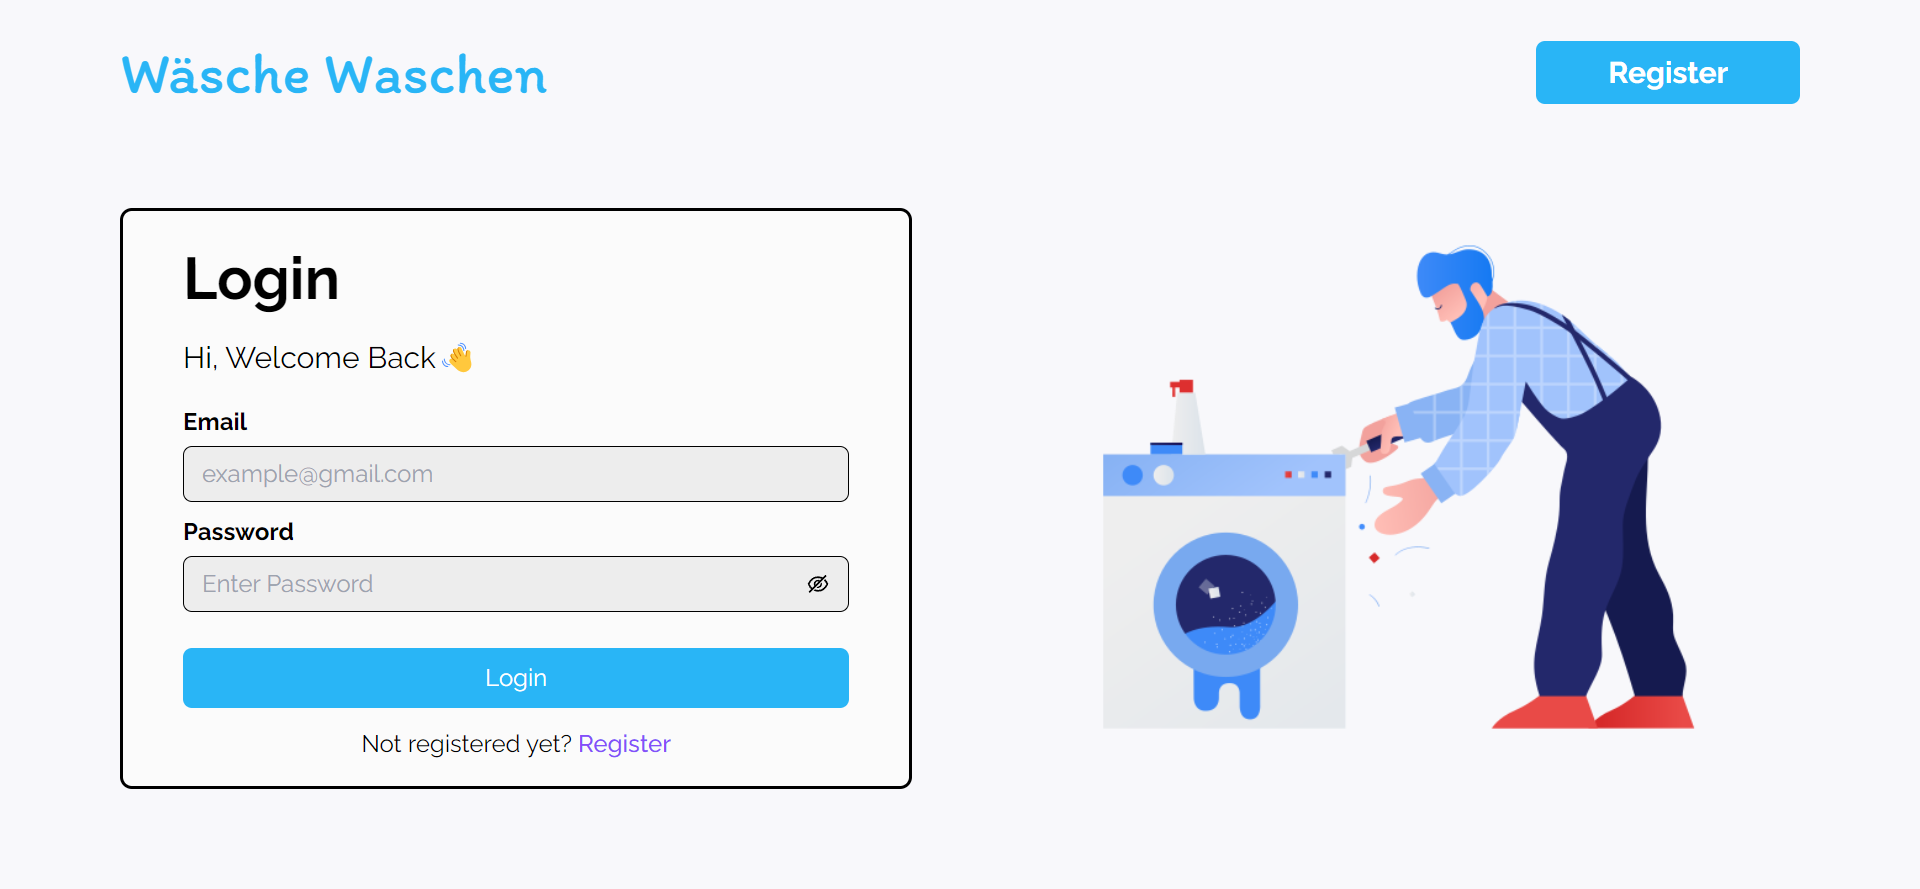 Wäsche Waschen
Register
Login
Hi, Welcome Back 👋
Email
example@gmail.com
Password
Enter Password
Login
Not registered yet? Register